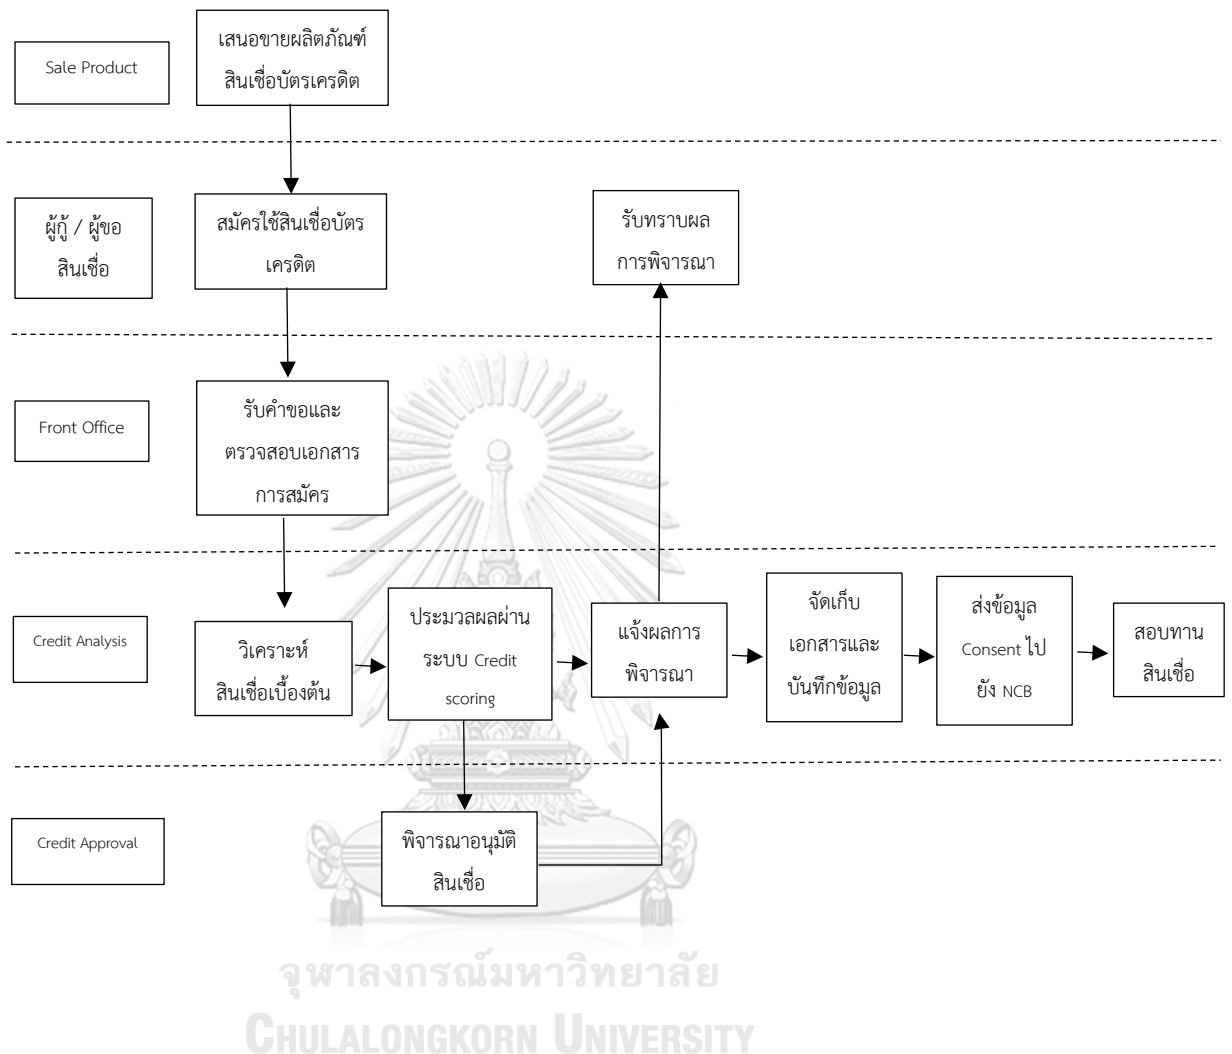 Sale Product
เสนอขายผลิตภัณฑ์
สินเชื่อบัตรเครดิต
ผู้กู้ / ผู้ขอ
สินเชื่อ
สมัครใช้สินเชื่อบัตร
เครดิต
รับทราบผล
การพิจารณา
Front Office
รับคำขอและ
ตรวจสอบเอกสาร
การสมัคร
Credit Analysis
วิเคราะห์
สินเชื่อเบื้องต้น
ประมวลผลผ่าน
ระบบ Credit
scoring
แจ้งผลการ
พิจารณา
จัดเก็บ
เอกสารและ
บันทึกข้อมูล
ส่งข้อมูล
Consent ไป
ยัง NCB
สอบทาน
สินเชื่อ
Credit Approval
พิจารณาอนุมัติ
สินเชื่อ
จุฬาลงกรณ์มหาวิทยาลัย
CHULALONGKORN UNIVERSITY